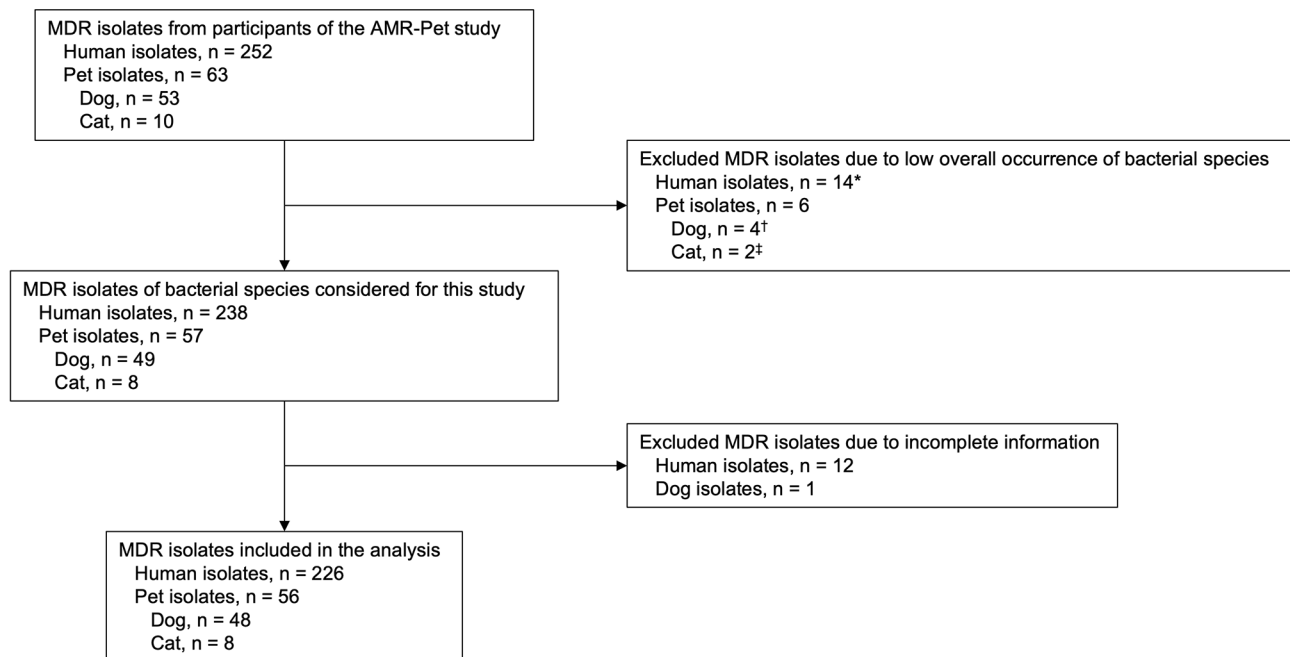 MDR isolates from participants of the AMR-Pet study
Human isolates, n = 252
Pet isolates, n = 63
Dog, n = 53
Cat, n = 10
Excluded MDR isolates due to low overall occurrence of bacterial species
Human isolates, n = 14*
Pet isolates, n = 6
Dog, n = 4†
Cat, n = 2‡
MDR isolates of bacterial species considered for this study
Human isolates, n = 238
Pet isolates, n = 57
Dog, n = 49
Cat, n = 8
Excluded MDR isolates due to incomplete information
Human isolates, n = 12
Dog isolates, n = 1
MDR isolates included in the analysis
Human isolates, n = 226
Pet isolates, n = 56
Dog, n = 48
Cat, n = 8